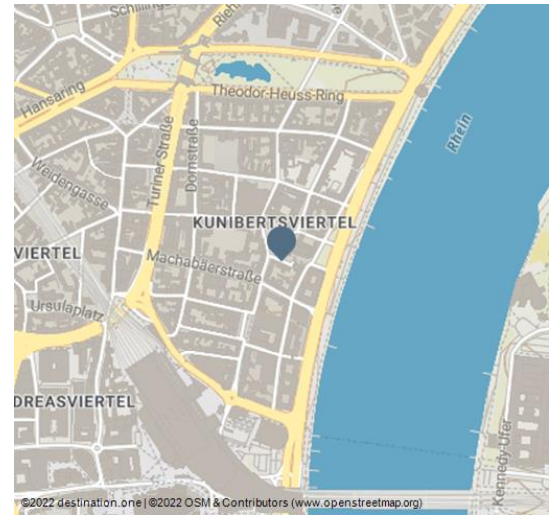 Riehl
Hansaring
Theodor-Heuss-Ring
Turiner Straße
Domstraße
Rhein
Weidengasse
KUNIBERTSVIERTEL
VIERTEL
Machabäerstraße
Ursulaplatz
DREASVIERTEL
Kennedy-Ufer
©2022 destination.one | ©2022 OSM & Contributors (www.openstreetmap.org)